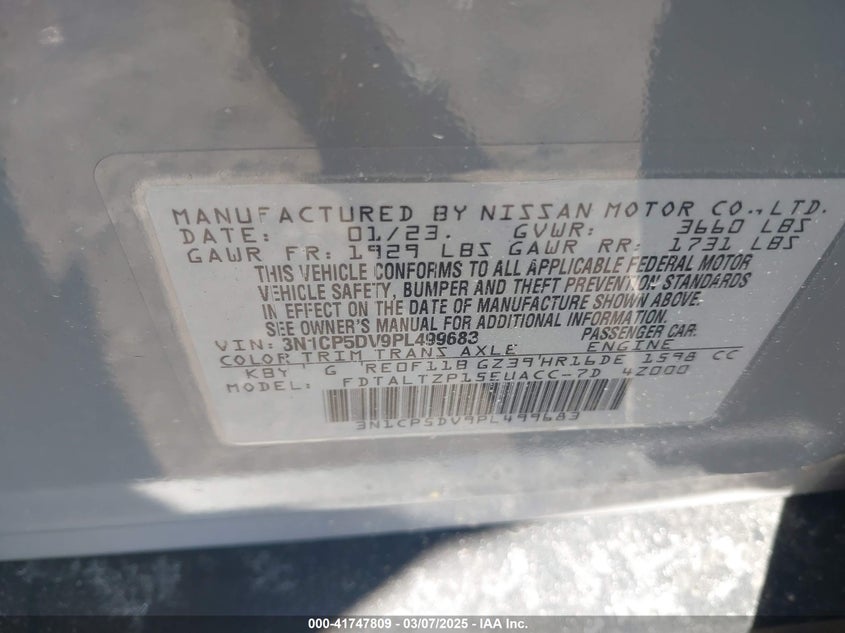 MANUFACTURED BY NISSAN MOTOR CO.,LTD.
DATE: 01/23. GVWR: 3660 LBS
GAWR FR: 1929 LBS GAWR RR: 1731 LBS
THIS VEHICLE CONFORMS TO ALL APPLICABLE FEDERAL MOTOR
VEHICLE SAFETY, BUMPER AND THEFT PREVENTION STANDARDS
IN EFFECT ON THE DATE OF MANUFACTURE SHOWN ABOVE.
SEE OWNER'S MANUAL FOR ADDITIONAL INFORMATION.
VIN: 3N1CP5DV9PL499683 PASSENGER CAR.
COLOR TRIM TRANS AXLE ENGINE
KBY G RE0F11B GZ39 HR16DE 1598 CC
MODEL: FDTALTZP15EUACC-7D 4Z000
3N1CP5DV9PL499683
000-41747809 - 03/07/2025 - IAA Inc.